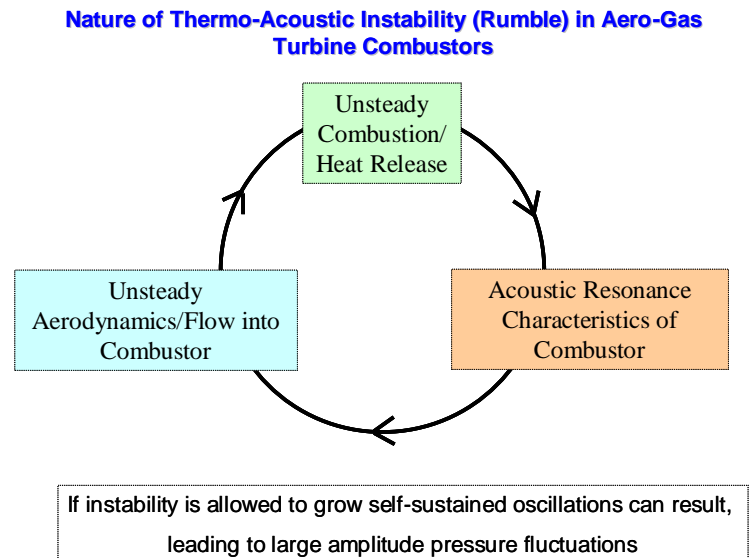 Nature of Thermo-Acoustic Instability (Rumble) in Aero-Gas
Turbine Combustors
Unsteady
Combustion/
Heat Release
Unsteady
Aerodynamics/Flow into
Combustor
Acoustic Resonance
Characteristics of
Combustor
If instability is allowed to grow self-sustained oscillations can result,
leading to large amplitude pressure fluctuations